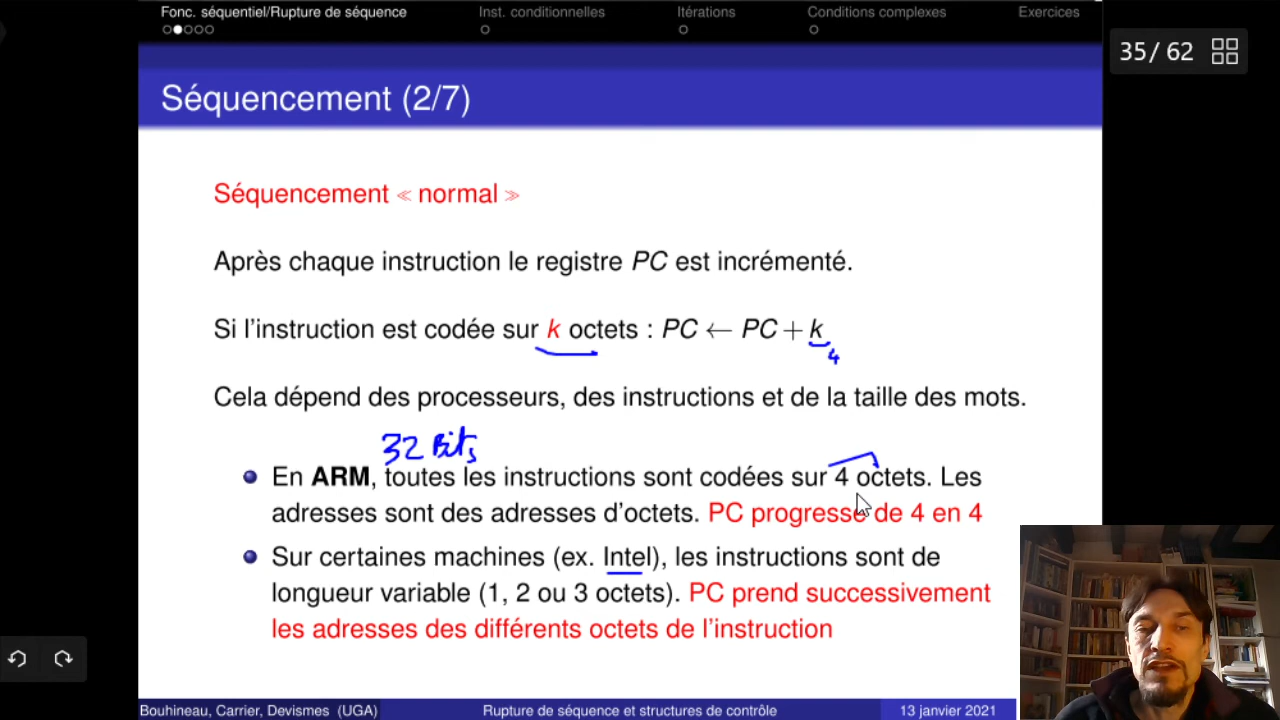 Fonc. séquentiel/Rupture de séquence Inst. conditionnelles Itérations Conditions complexes Exercices
35/ 62
Séquencement (2/7)
Séquencement ≪ normal ≫
Après chaque instruction le registre PC est incrémenté.
Si l'instruction est codée sur k octets : PC ← PC + k
4
Cela dépend des processeurs, des instructions et de la taille des mots.
32 Bits
En ARM, toutes les instructions sont codées sur 4 octets. Les
adresses sont des adresses d'octets. PC progresse de 4 en 4
Sur certaines machines (ex. Intel), les instructions sont de
longueur variable (1, 2 ou 3 octets). PC prend successivement
les adresses des différents octets de l'instruction
Bouhineau, Carrier, Devismes (UGA) Rupture de séquence et structures de contrôle 13 janvier 2021